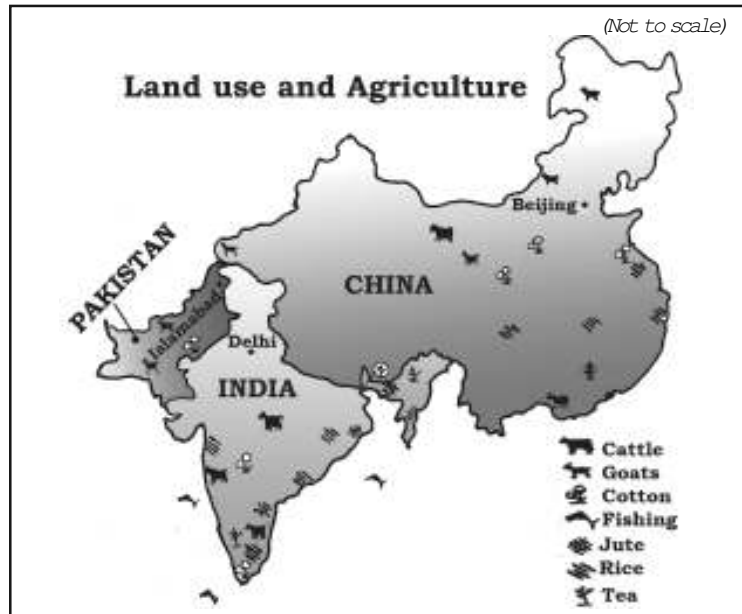 (Not to scale)
Land use and Agriculture
Beijing
PAKISTAN
CHINA
Islamabad
Delhi
INDIA
Cattle
Goats
Cotton
Fishing
Jute
Rice
Tea